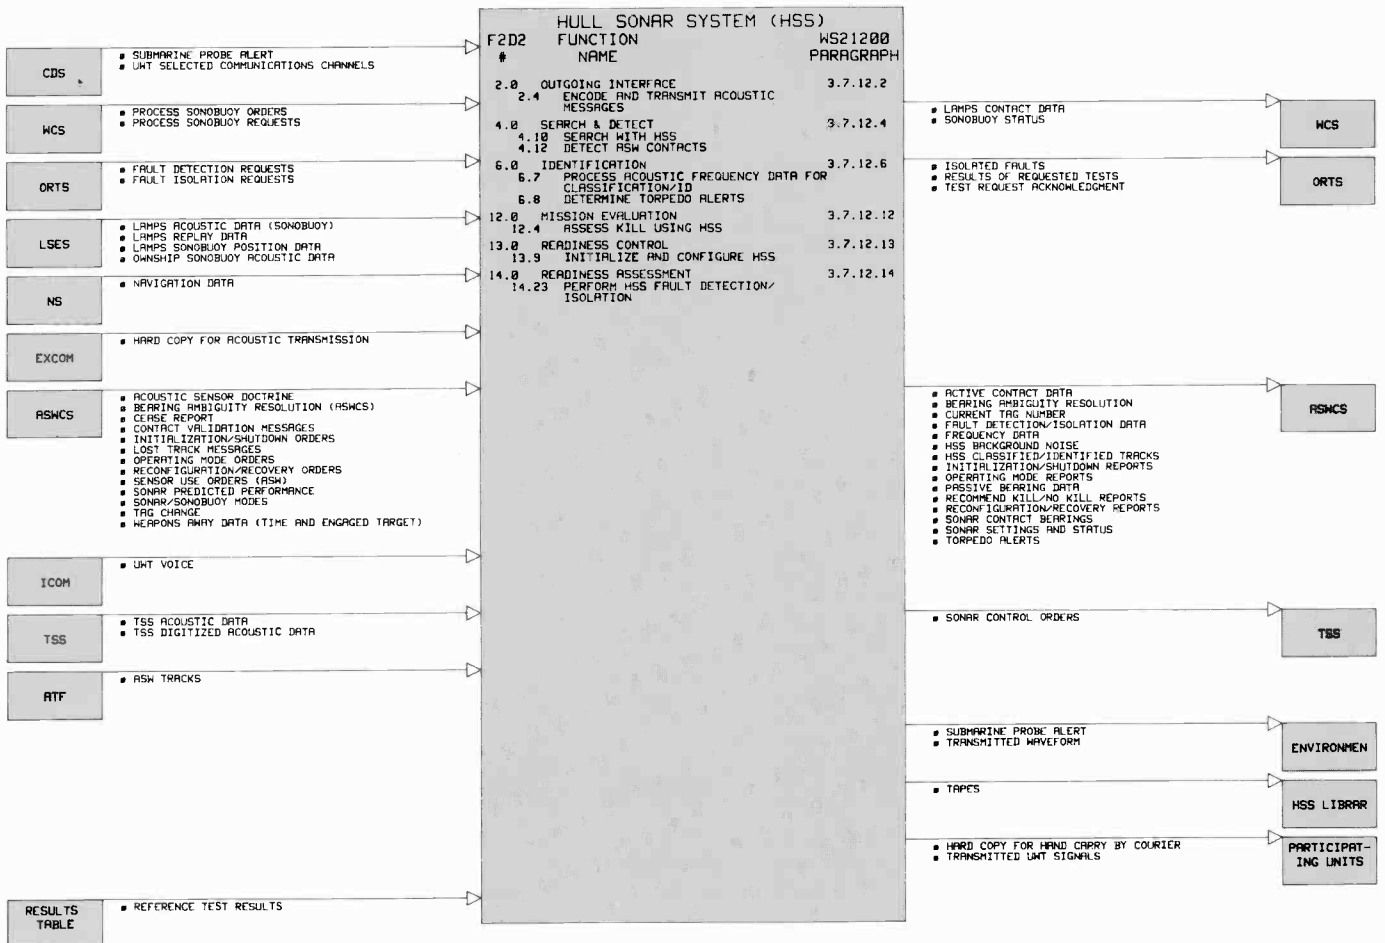 HULL SONAR SYSTEM (HSS)
F2D2 FUNCTION WS21200
# NAME PARAGRAPH
2.0 OUTGOING INTERFACE 3.7.12.2
2.4 ENCODE AND TRANSMIT ACOUSTIC
MESSAGES
4.0 SEARCH & DETECT 3.7.12.4
4.10 SEARCH WITH HSS
4.12 DETECT ASW CONTACTS
6.0 IDENTIFICATION 3.7.12.6
6.7 PROCESS ACOUSTIC FREQUENCY DATA FOR
CLASSIFICATION/ID
6.8 DETERMINE TORPEDO ALERTS
12.0 MISSION EVALUATION 3.7.12.12
12.4 ASSESS KILL USING HSS
13.0 READINESS CONTROL 3.7.12.13
13.9 INITIALIZE AND CONFIGURE HSS
14.0 READINESS ASSESSMENT 3.7.12.14
14.23 PERFORM HSS FAULT DETECTION/
ISOLATION
CDS
SUBMARINE PROBE ALERT
UWT SELECTED COMMUNICATIONS CHANNELS
WCS
PROCESS SONOBUOY ORDERS
PROCESS SONOBUOY REQUESTS
ORTS
FAULT DETECTION REQUESTS
FAULT ISOLATION REQUESTS
LSES
LAMPS ACOUSTIC DATA (SONOBUOY)
LAMPS REPLAY DATA
LAMPS SONOBUOY POSITION DATA
OWNSHIP SONOBUOY ACOUSTIC DATA
NS
NAVIGATION DATA
EXCOM
HARD COPY FOR ACOUSTIC TRANSMISSION
ASWCS
ACOUSTIC SENSOR DOCTRINE
BEARING AMBIGUITY RESOLUTION (ASWCS)
CEASE REPORT
CONTACT VALIDATION MESSAGES
INITIALIZATION/SHUTDOWN ORDERS
LOST TRACK MESSAGES
OPERATING MODE ORDERS
RECONFIGURATION/RECOVERY ORDERS
SENSOR USE ORDERS (ASW)
SONAR PREDICTED PERFORMANCE
SONAR/SONOBUOY MODES
TAG CHANGE
WEAPONS AWAY DATA (TIME AND ENGAGED TARGET)
ICOM
UWT VOICE
TSS
TSS ACOUSTIC DATA
TSS DIGITIZED ACOUSTIC DATA
ATF
ASW TRACKS
RESULTS
TABLE
REFERENCE TEST RESULTS
LAMPS CONTACT DATA
SONOBUOY STATUS
WCS
ISOLATED FAULTS
RESULTS OF REQUESTED TESTS
TEST REQUEST ACKNOWLEDGMENT
ORTS
ACTIVE CONTACT DATA
BEARING AMBIGUITY RESOLUTION
CURRENT TAG NUMBER
FAULT DETECTION/ISOLATION DATA
FREQUENCY DATA
HSS BACKGROUND NOISE
HSS CLASSIFIED/IDENTIFIED TRACKS
INITIALIZATION/SHUTDOWN REPORTS
OPERATING MODE REPORTS
PASSIVE BEARING DATA
RECOMMEND KILL/NO KILL REPORTS
RECONFIGURATION/RECOVERY REPORTS
SONAR CONTACT BEARINGS
SONAR SETTINGS AND STATUS
TORPEDO ALERTS
ASWCS
SONAR CONTROL ORDERS
TSS
SUBMARINE PROBE ALERT
TRANSMITTED WAVEFORM
ENVIRONMEN
TAPES
HSS LIBRAR
HARD COPY FOR HAND CARRY BY COURIER
TRANSMITTED UWT SIGNALS
PARTICIPAT-
ING UNITS